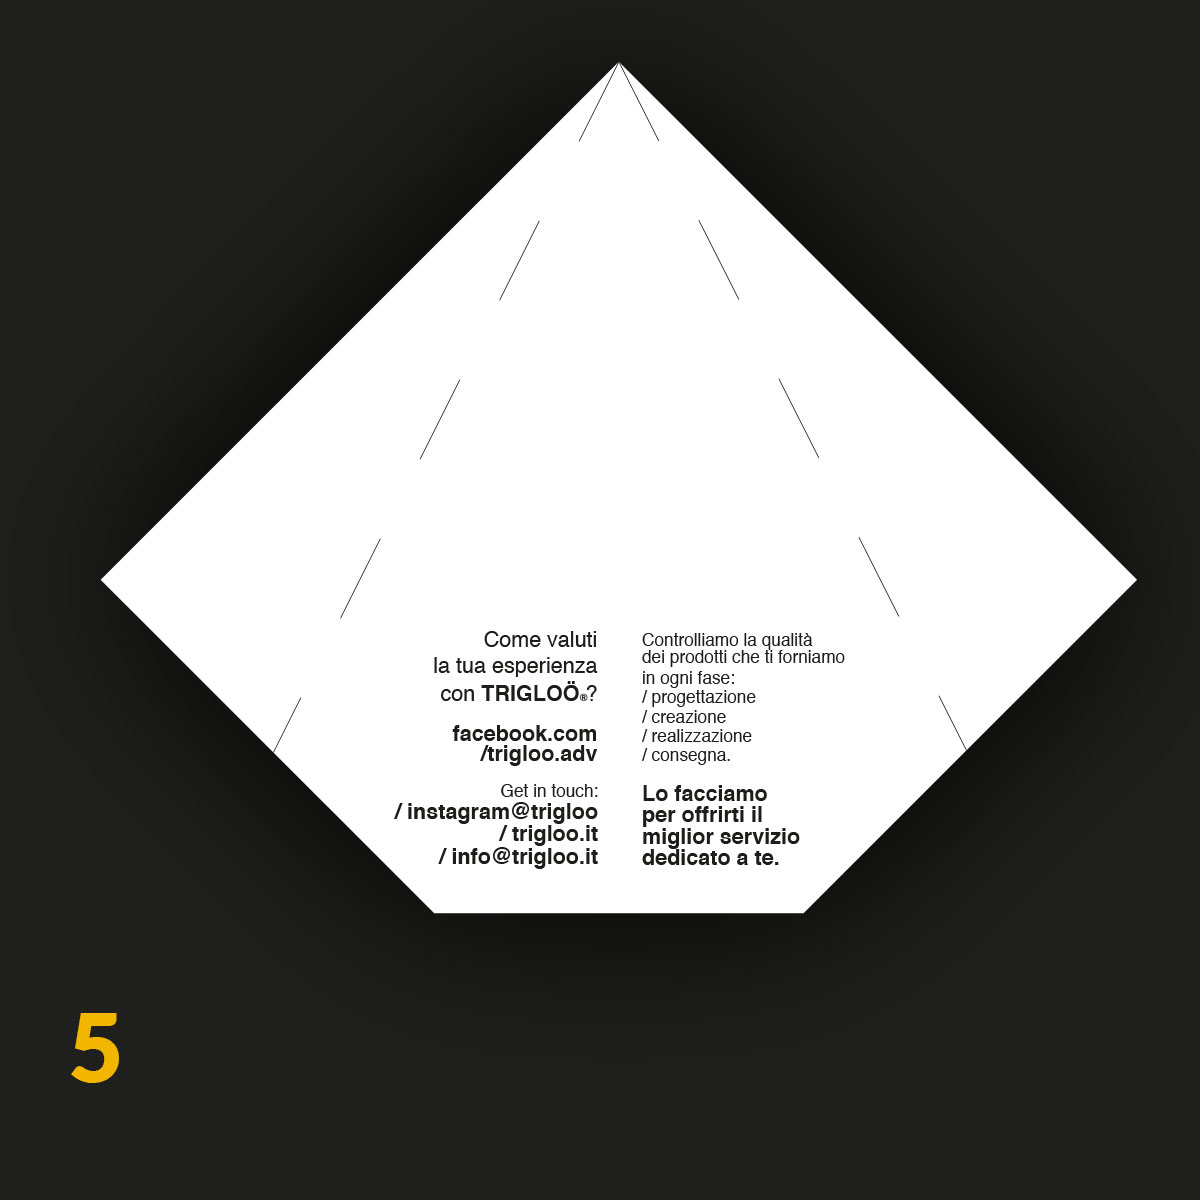 Come valuti
la tua esperienza
con TRIGLOÖ®?
facebook.com
/trigloo.adv
Get in touch:
/ instagram@trigloo
/ trigloo.it
/ info@trigloo.it
Controlliamo la qualità
dei prodotti che ti forniamo
in ogni fase:
/ progettazione
/ creazione
/ realizzazione
/ consegna.
Lo facciamo
per offrirti il
miglior servizio
dedicato a te.
5